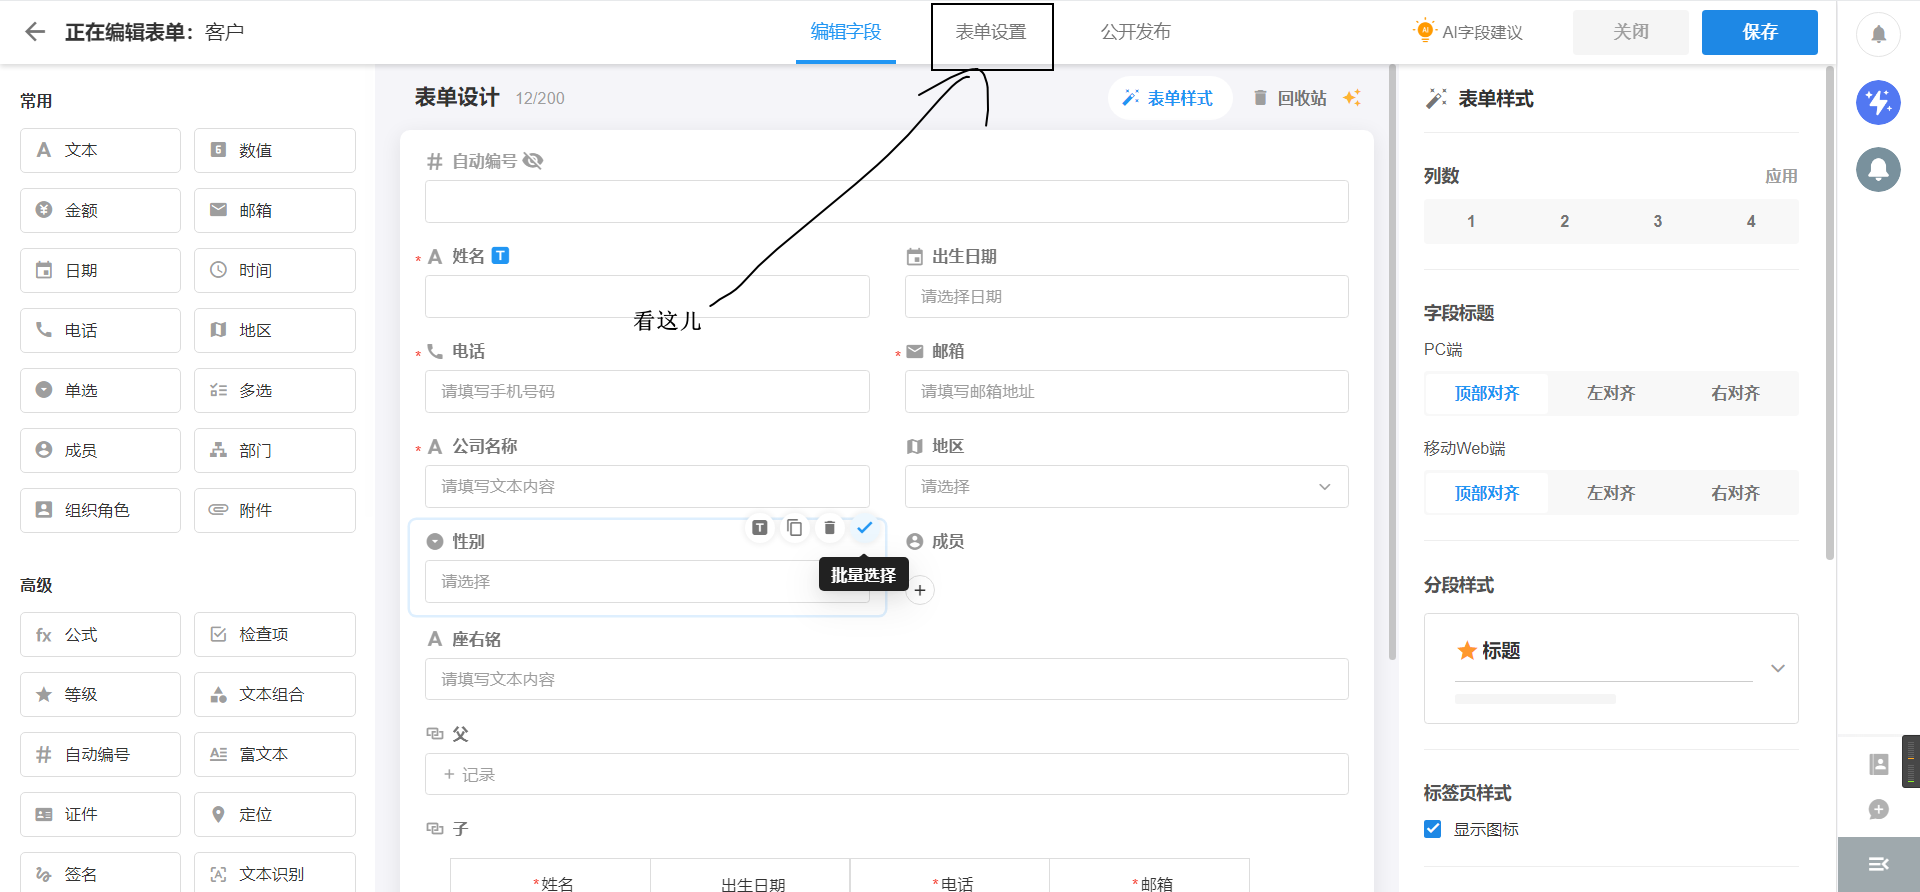 正在编辑表单：客户
编辑字段 表单设置 公开发布
AI字段建议 关闭 保存
常用
文本 数值
金额 邮箱
日期 时间
电话 地区
单选 多选
成员 部门
组织角色 附件
高级
公式 检查项
等级 文本组合
自动编号 富文本
证件 定位
签名 文本识别
表单设计 12/200
表单样式 回收站
自动编号
*姓名 出生日期
请选择日期
看这儿
*电话 *邮箱
请填写手机号码 请填写邮箱地址
*公司名称 地区
请填写文本内容 请选择
性别 成员
批量选择
请选择
座右铭
请填写文本内容
父
+ 记录
子
*姓名 出生日期 *电话 *邮箱
表单样式
列数 应用
1 2 3 4
字段标题
PC端
顶部对齐 左对齐 右对齐
移动Web端
顶部对齐 左对齐 右对齐
分段样式
标题
标签页样式
显示图标